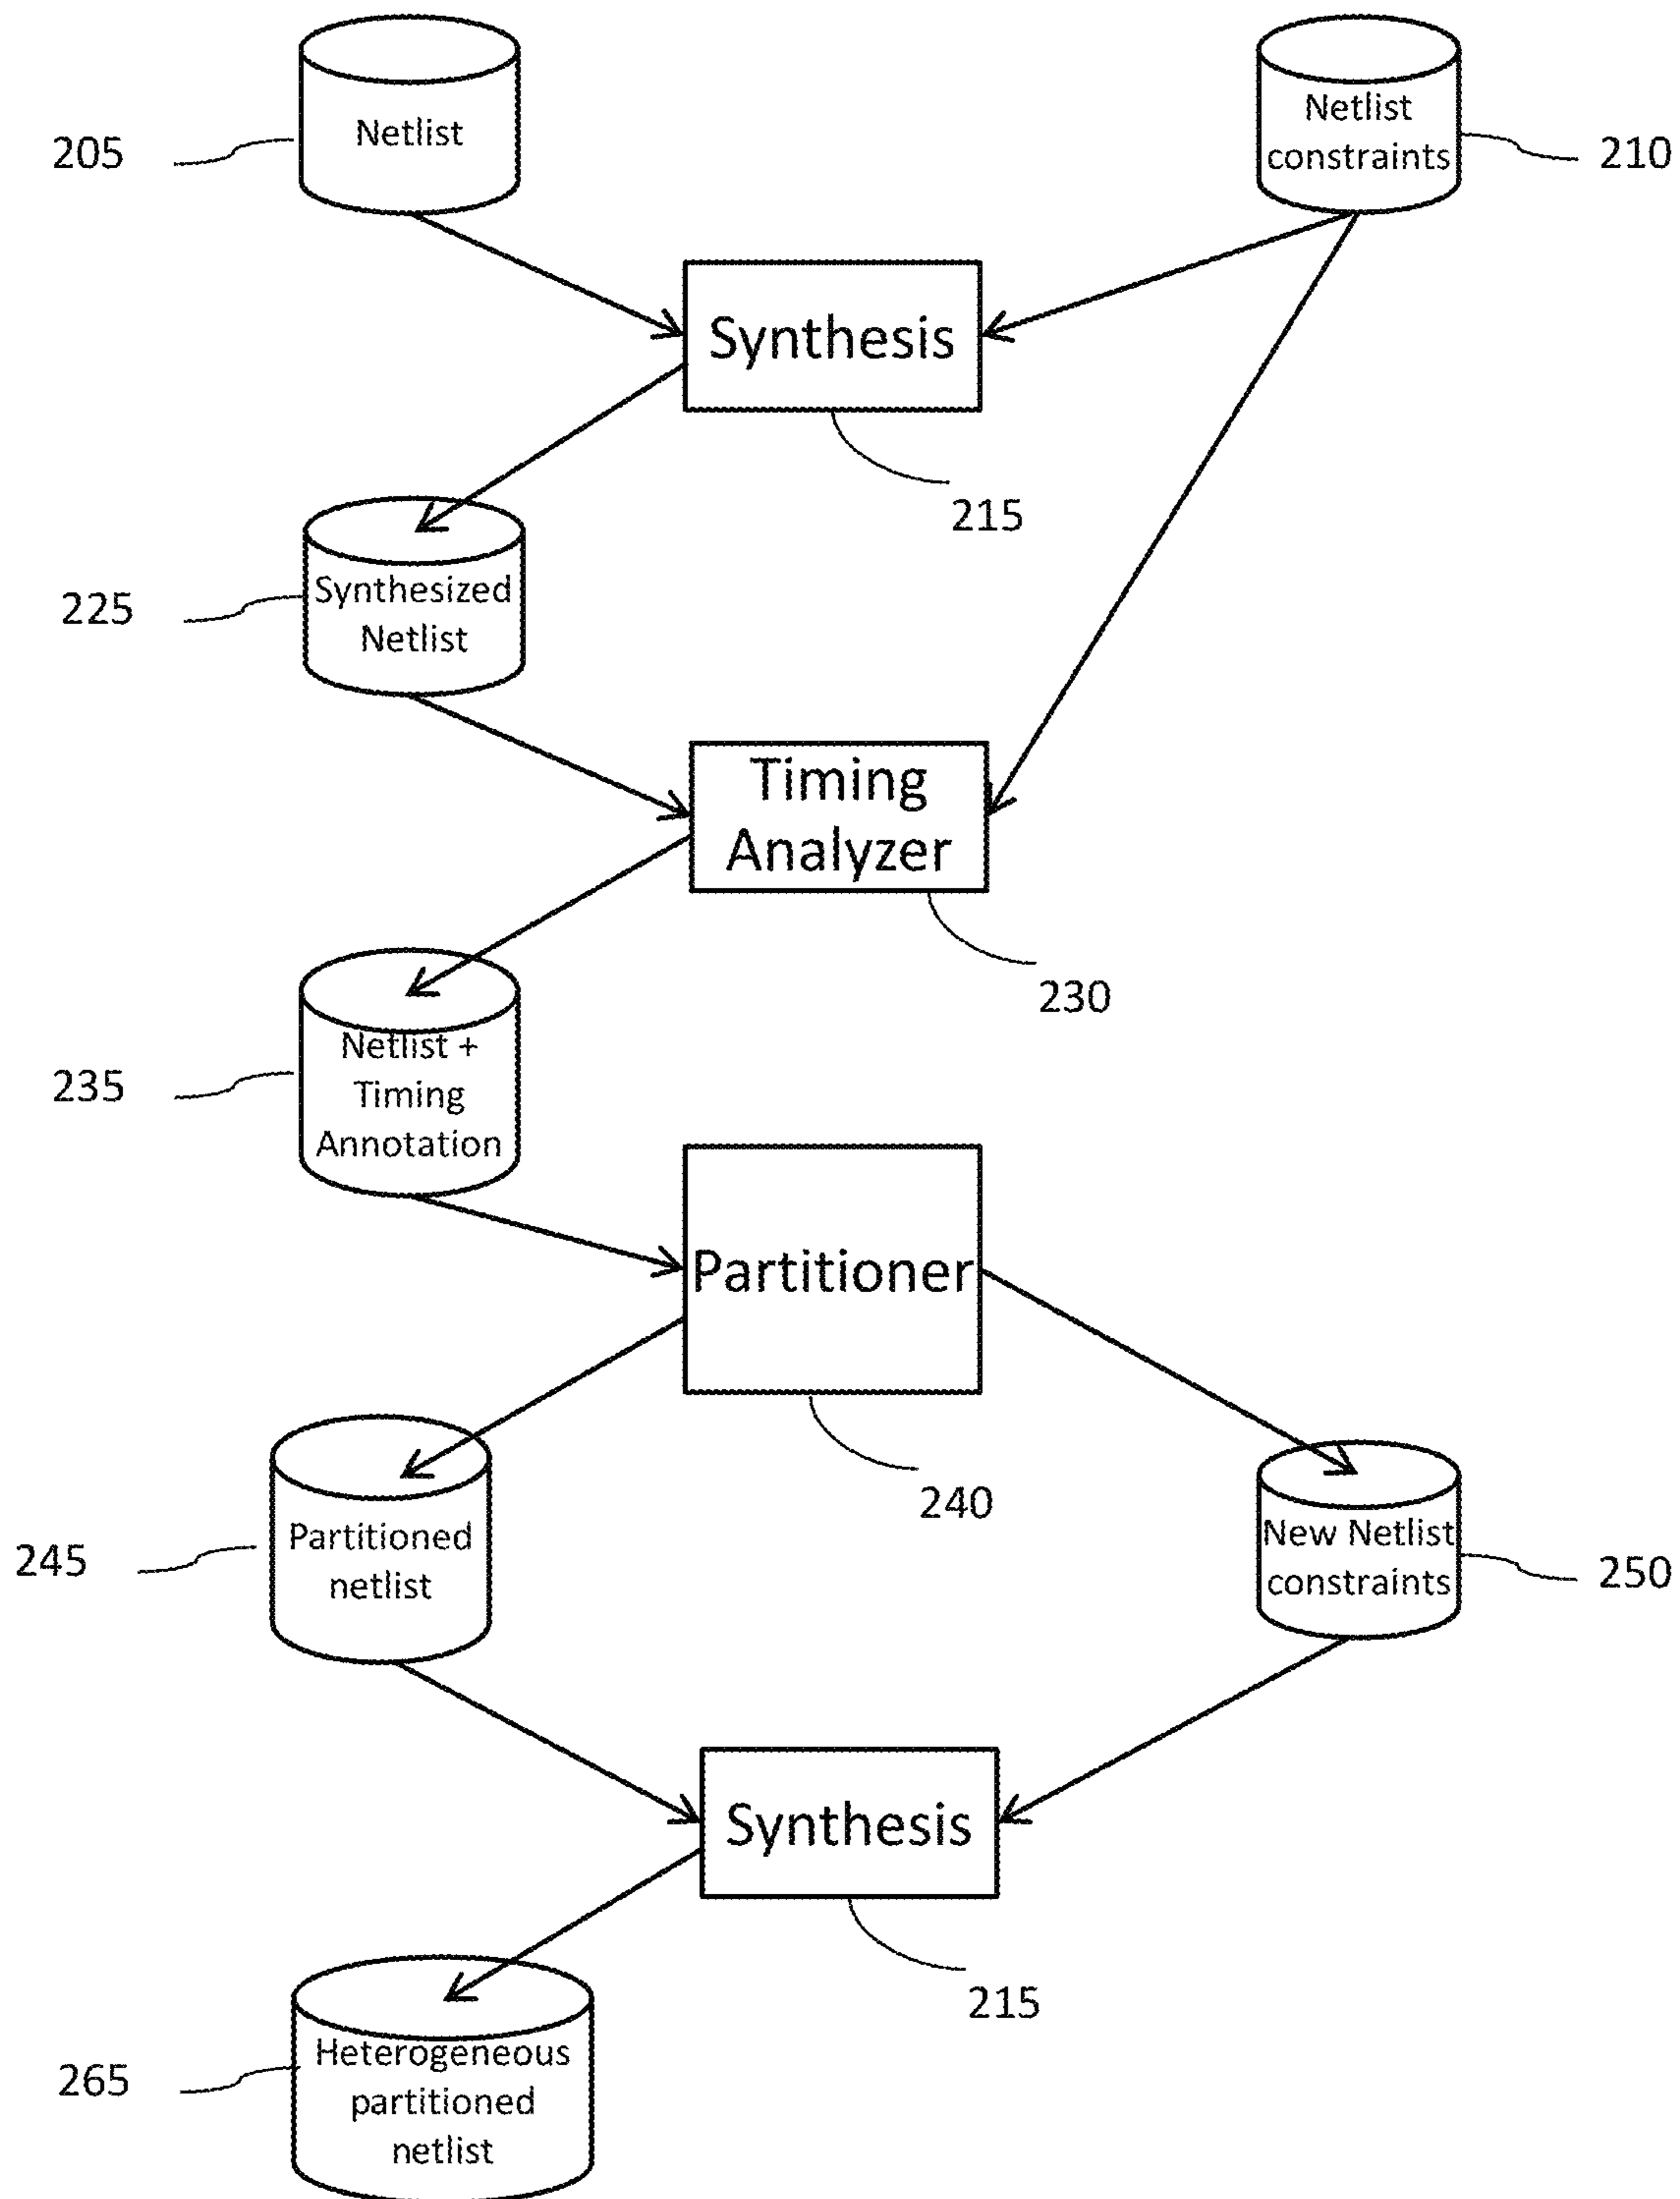 Netlist
205
Netlist
constraints
210
Synthesis
215
Synthesized
Netlist
225
Timing
Analyzer
230
Netlist +
Timing
Annotation
235
Partitioner
240
Partitioned
netlist
245
New Netlist
constraints
250
Synthesis
215
Heterogeneous
partitioned
netlist
265